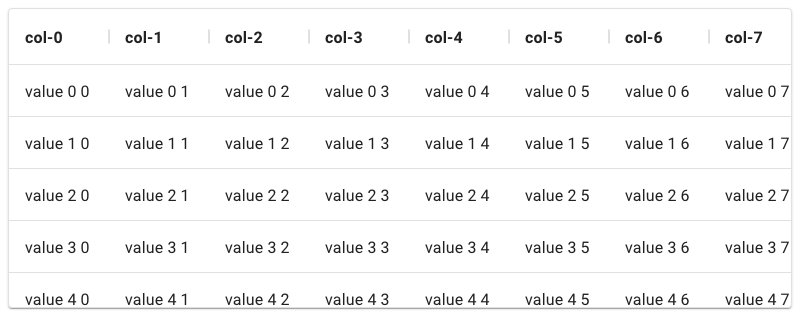 col-0 col-1 col-2 col-3 col-4 col-5 col-6 col-7
value 0 0 value 0 1 value 0 2 value 0 3 value 0 4 value 0 5 value 0 6 value 0 7
value 1 0 value 1 1 value 1 2 value 1 3 value 1 4 value 1 5 value 1 6 value 1 7
value 2 0 value 2 1 value 2 2 value 2 3 value 2 4 value 2 5 value 2 6 value 2 7
value 3 0 value 3 1 value 3 2 value 3 3 value 3 4 value 3 5 value 3 6 value 3 7
value 4 0 value 4 1 value 4 2 value 4 3 value 4 4 value 4 5 value 4 6 value 4 7